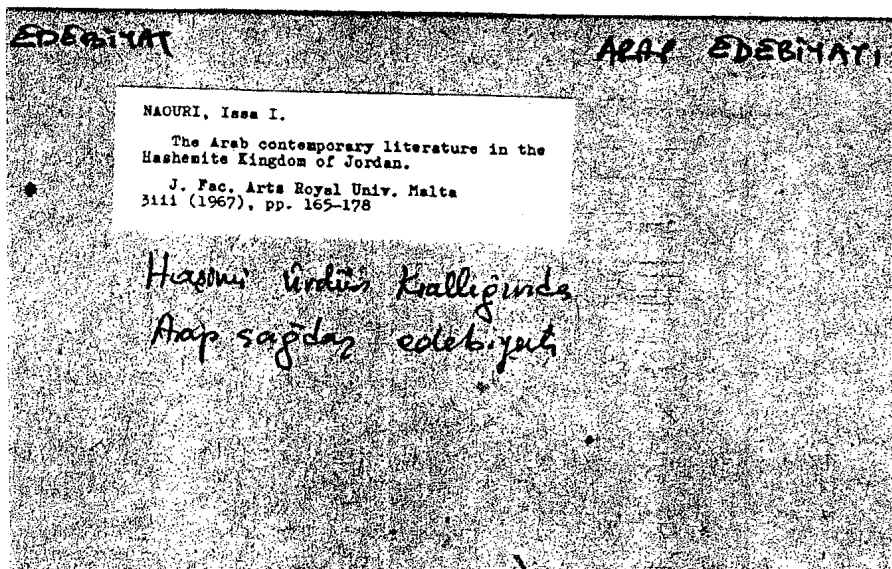 EDEBİYAT
ARAP EDEBİYATI
NAOURI, Issa I.
The Arab contemporary literature in the
Hashemite Kingdom of Jordan.
J. Fac. Arts Royal Univ. Malta
3iii (1967), pp. 165-178
Haşimi Ürdün Krallığında
Arap çağdaş edebiyatı